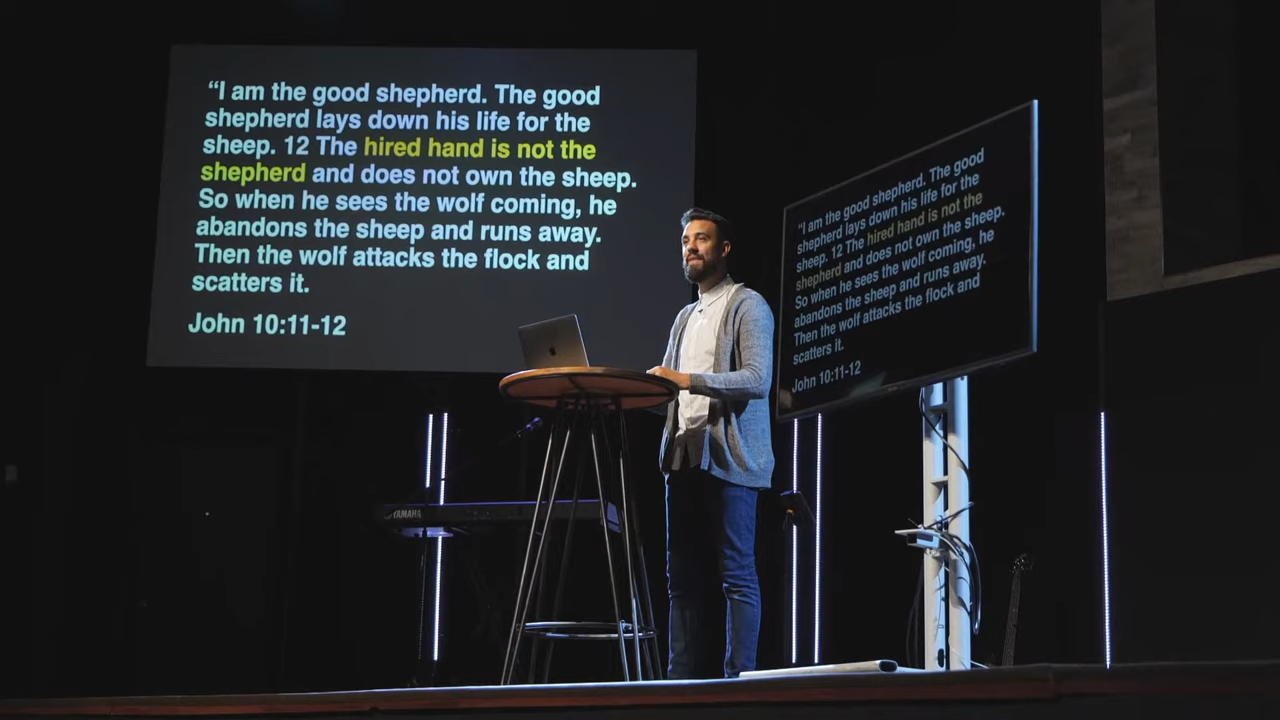 “I am the good shepherd. The good
shepherd lays down his life for the
sheep. 12 The hired hand is not the
shepherd and does not own the sheep.
So when he sees the wolf coming, he
abandons the sheep and runs away.
Then the wolf attacks the flock and
scatters it.
John 10:11-12
“I am the good shepherd. The good
shepherd lays down his life for the
sheep. 12 The hired hand is not the
shepherd and does not own the sheep.
So when he sees the wolf coming, he
abandons the sheep and runs away.
Then the wolf attacks the flock and
scatters it.
John 10:11-12
YAMAHA